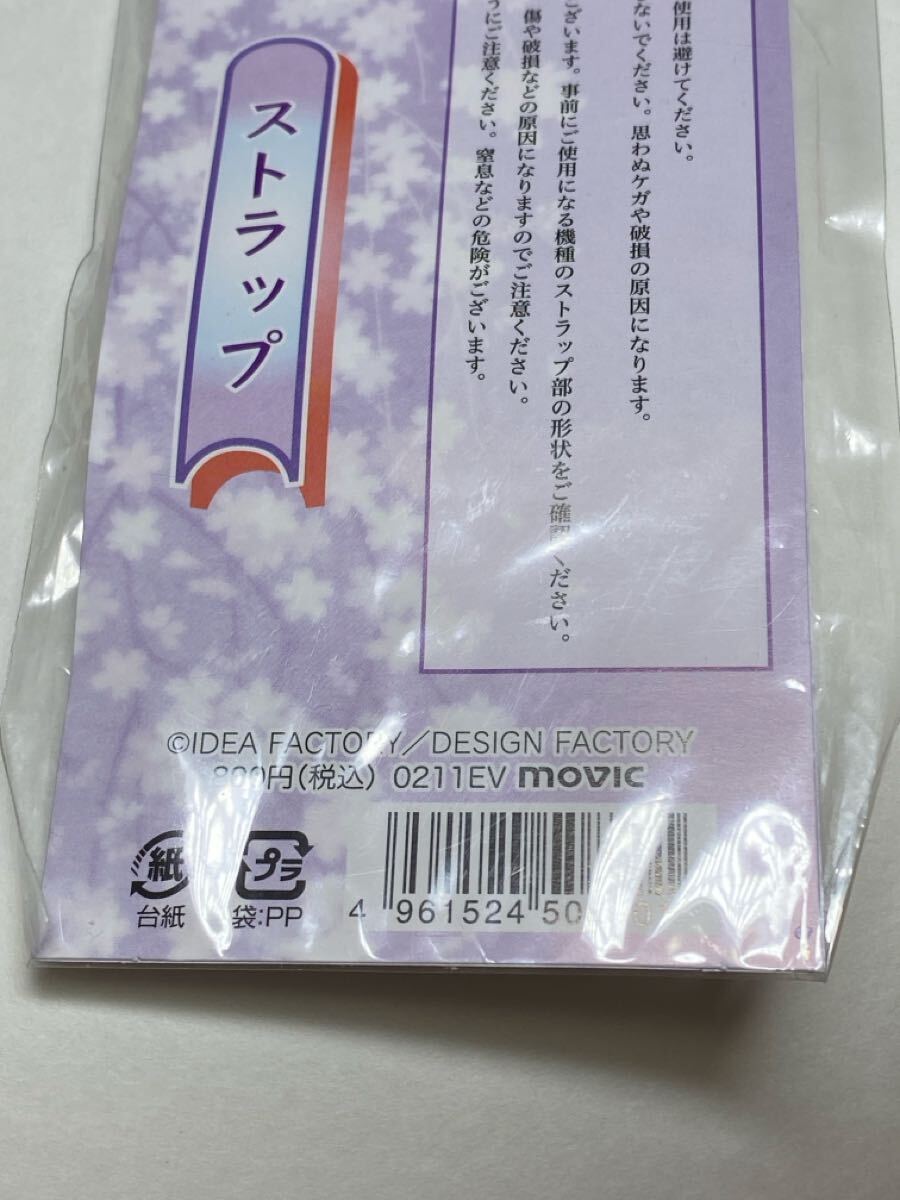 ストラップ
使用は避けてください。
ないでください。思わぬケガや破損の原因になります。
ございます。事前にご使用になる機種のストラップ部の形状をご確認ください。
傷や破損などの原因になりますのでご注意ください。
うにご注意ください。窒息などの危険がございます。
©IDEA FACTORY／DESIGN FACTORY
800円(税込) 0211EV movic
紙 プラ
台紙 袋:PP
4 961524 50